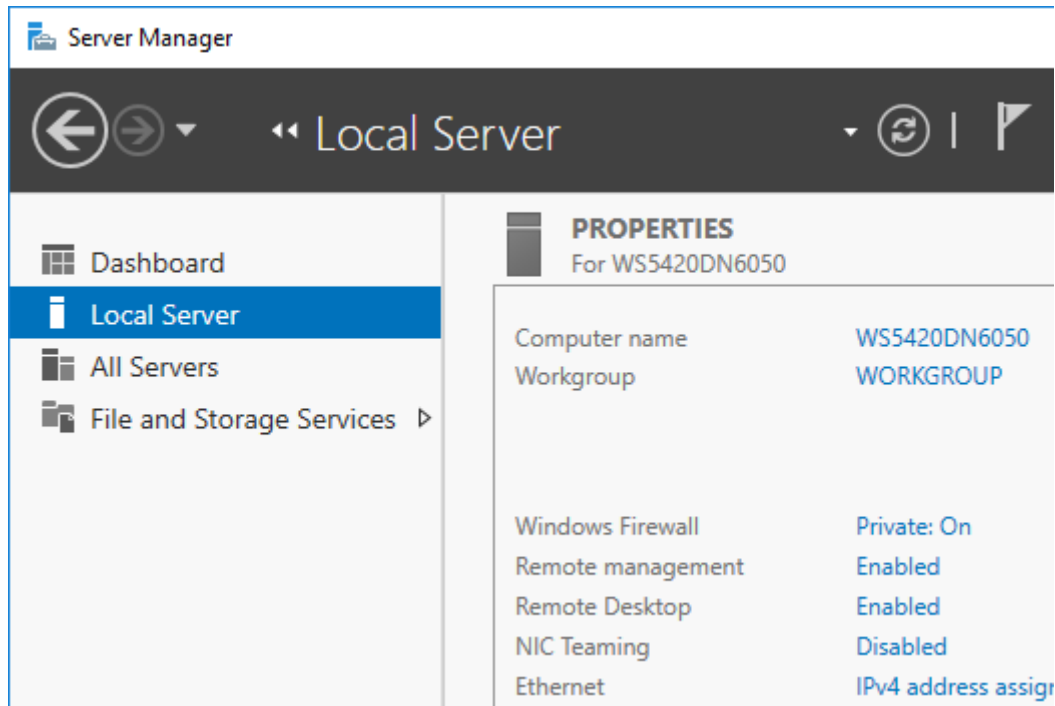 Server Manager
Local Server
Dashboard
Local Server
All Servers
File and Storage Services
PROPERTIES
For WS5420DN6050
Computer name WS5420DN6050
Workgroup WORKGROUP
Windows Firewall Private: On
Remote management Enabled
Remote Desktop Enabled
NIC Teaming Disabled
Ethernet IPv4 address